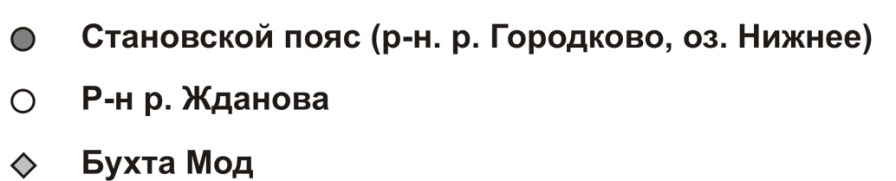 Становской пояс (р-н. р. Городково, оз. Нижнее)
Р-н р. Жданова
Бухта Мод